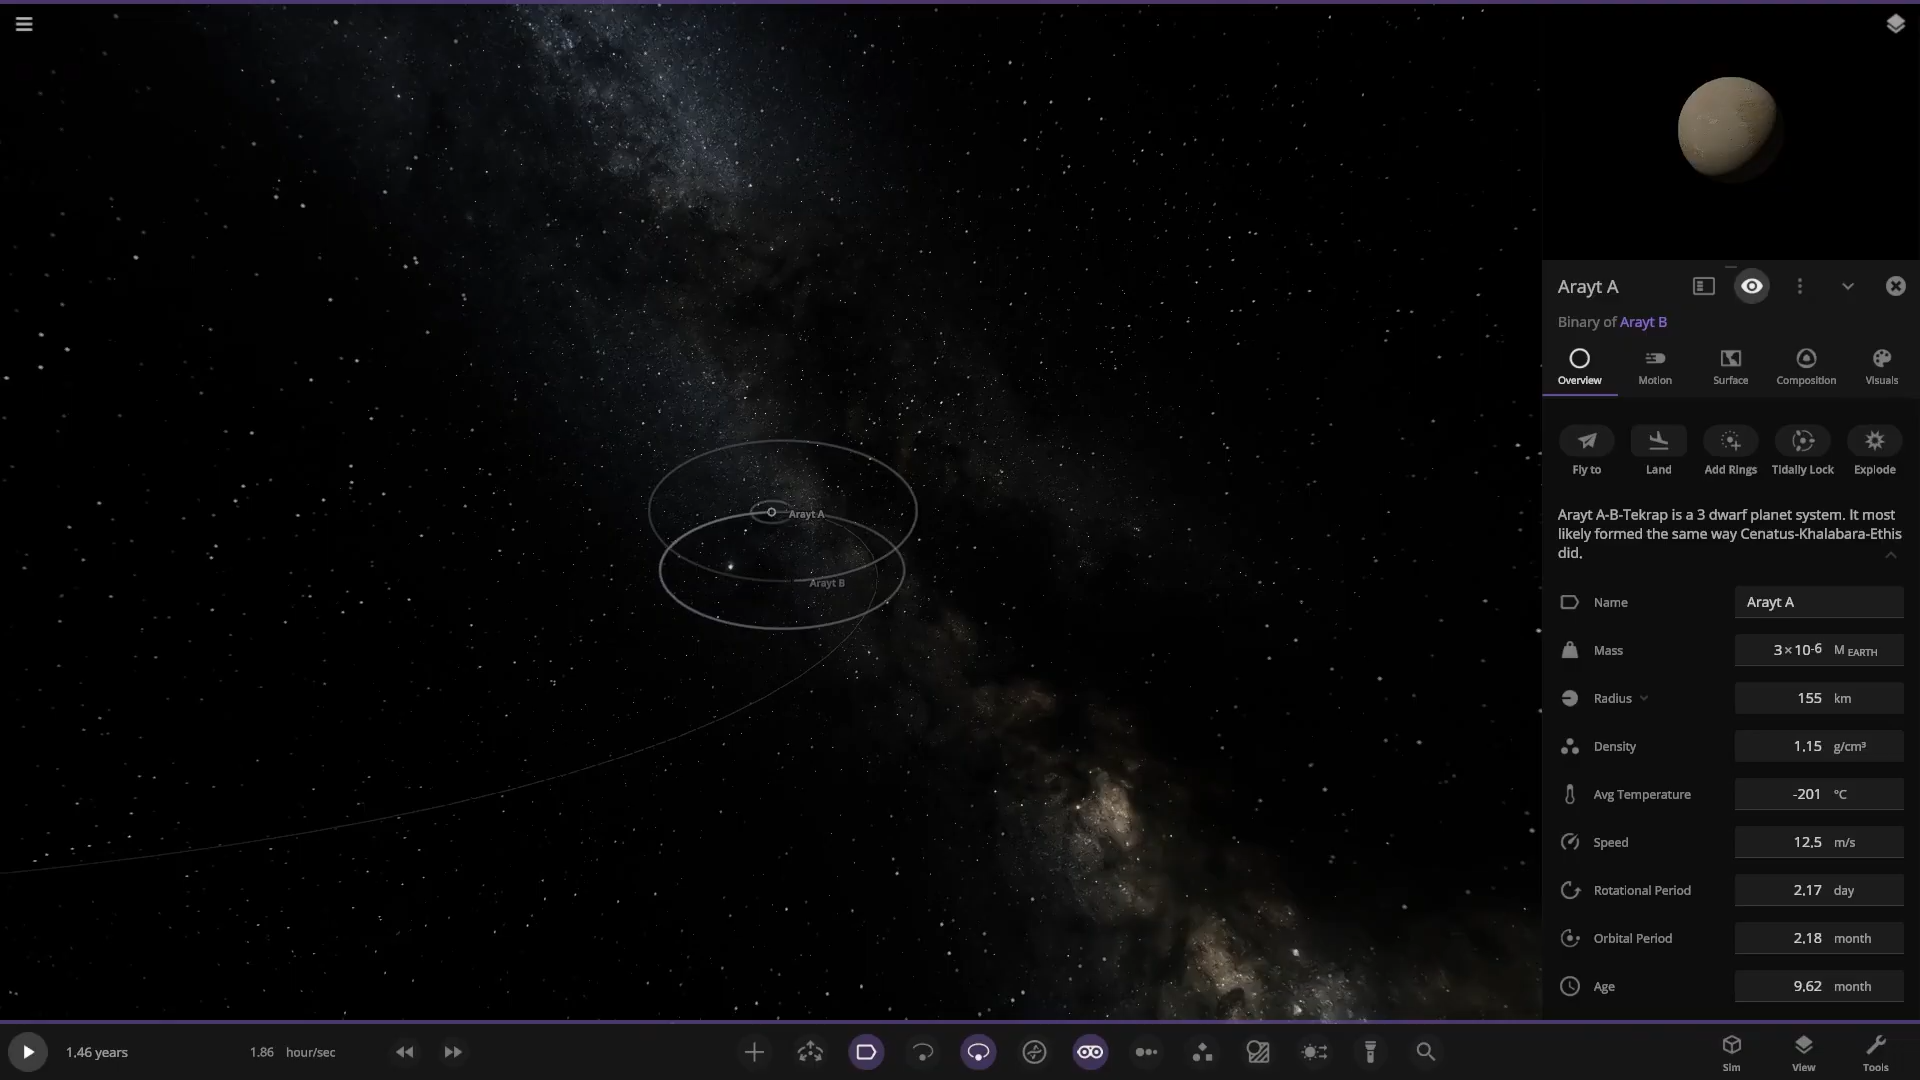 Arayt A
Binary of Arayt B
Overview
Motion
Surface
Composition
Visuals
Fly to
Land
Add Rings
Tidally Lock
Explode
Arayt A-B-Tekrap is a 3 dwarf planet system. It most
likely formed the same way Cenatus-Khalabara-Ethis
did.
Name Arayt A
Mass 3×10-6 M EARTH
Radius 155 km
Density 1,15 g/cm³
Avg Temperature -201 °C
Speed 12,5 m/s
Rotational Period 2,17 day
Orbital Period 2,18 month
Age 9,62 month
Arayt A
Arayt B
1,46 years
1.86 hour/sec
Sim
View
Tools